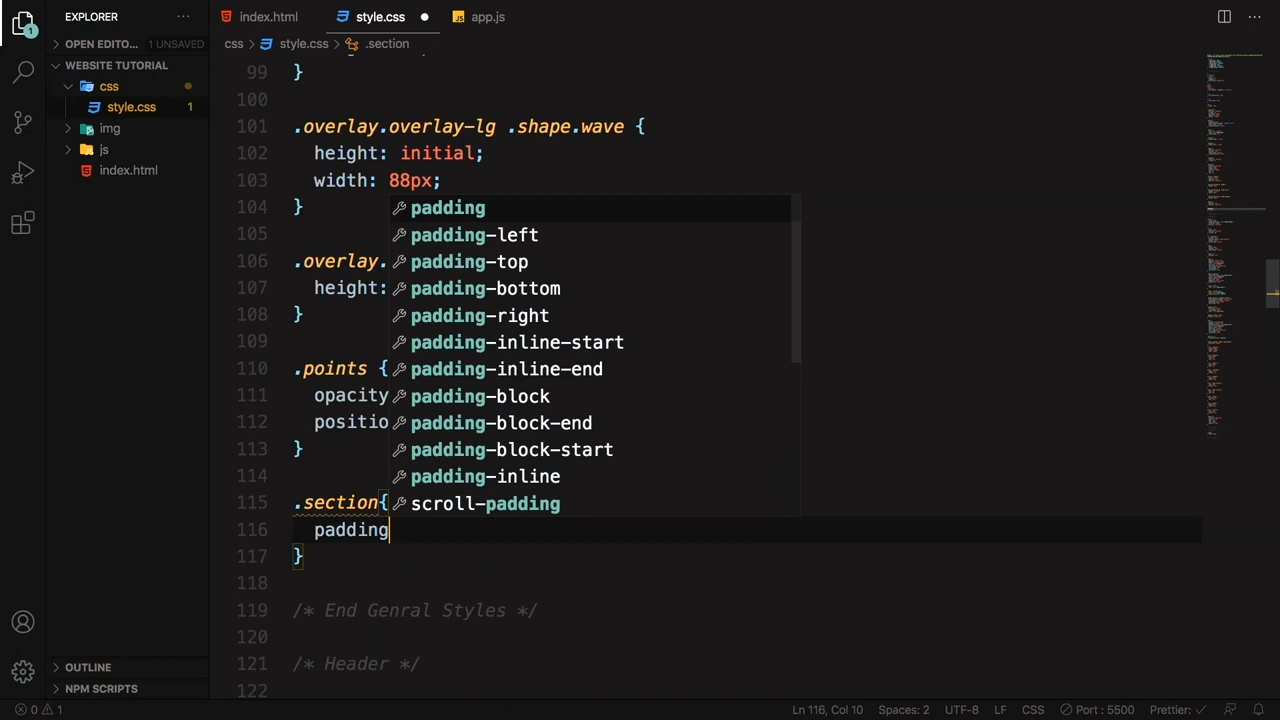 EXPLORER
index.html
style.css
app.js
OPEN EDITO...
1 UNSAVED
css
style.css
.section
WEBSITE TUTORIAL
css
style.css
1
img
js
index.html
1
99 }
100
101 .overlay.overlay-lg .shape.wave {
102 height: initial;
103 width: 88px;
104 }
105
106 .overlay.
107 height:
108 }
109
110 .points {
111 opacity
112 positio
113 }
114
115 .section{
116 padding
117 }
118
119 /* End Genral Styles */
120
121 /* Header */
122
padding
padding-left
padding-top
padding-bottom
padding-right
padding-inline-start
padding-inline-end
padding-block
padding-block-end
padding-block-start
padding-inline
scroll-padding
OUTLINE
NPM SCRIPTS
0 1
Ln 116, Col 10
Spaces: 2
UTF-8
LF
CSS
Port : 5500
Prettier: ✓